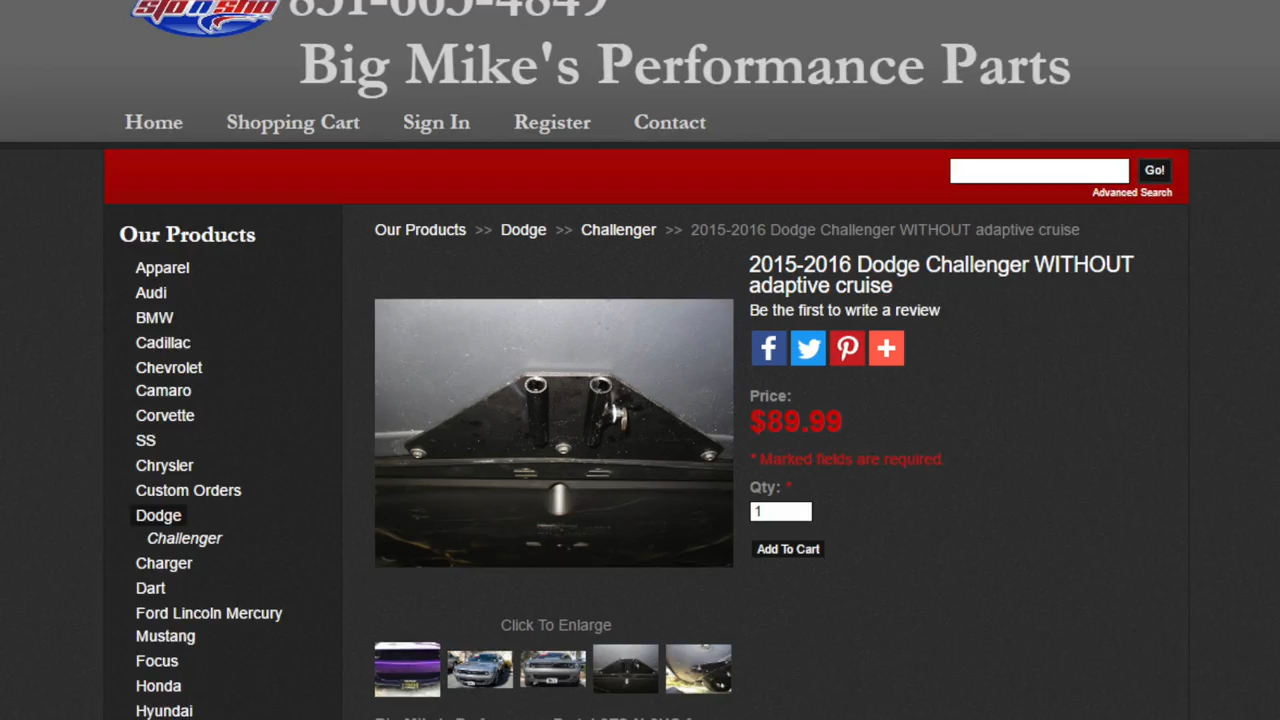 Big Mike's Performance Parts
Home Shopping Cart Sign In Register Contact
Go!
Advanced Search
Our Products
Apparel
Audi
BMW
Cadillac
Chevrolet
Camaro
Corvette
SS
Chrysler
Custom Orders
Dodge
Challenger
Charger
Dart
Ford Lincoln Mercury
Mustang
Focus
Honda
Hyundai
Our Products >> Dodge >> Challenger >> 2015-2016 Dodge Challenger WITHOUT adaptive cruise
2015-2016 Dodge Challenger WITHOUT
adaptive cruise
Be the first to write a review
Price:
$89.99
* Marked fields are required.
Qty: *
1
Add To Cart
Click To Enlarge